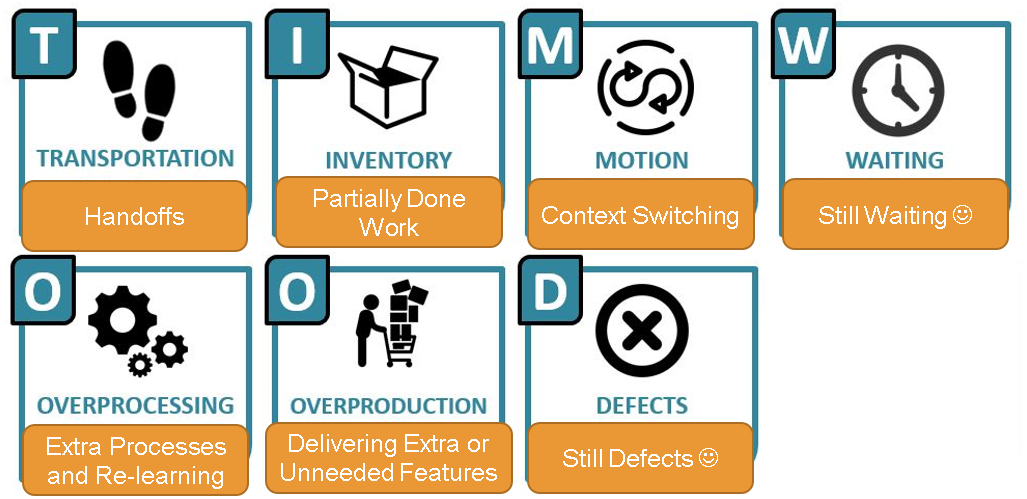 T
TRANSPORTATION
Handoffs
I
INVENTORY
Partially Done
Work
M
MOTION
Context Switching
W
WAITING
Still Waiting ☺
O
OVERPROCESSING
Extra Processes
and Re-learning
O
OVERPRODUCTION
Delivering Extra or
Unneeded Features
D
DEFECTS
Still Defects ☺